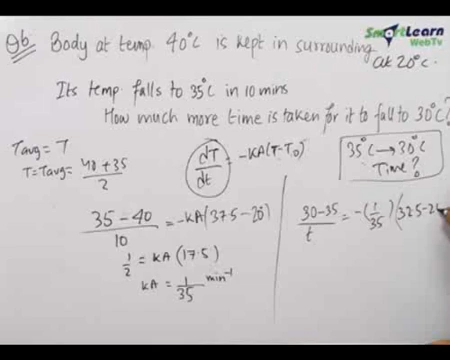 SmartLearn
WebTv
Q6 Body at temp 40°C is kept in surrounding
at 20°C.
Its temp falls to 35°C in 10 mins
How much more time is taken for it to fall to 30°C?
Tavg = T
T = Tavg = 40+35/2
dT/dt = -KA(T-T₀)
35°C → 30°C
Time?
35-40/10 = -KA(37.5-20)
1/2 = KA(17.5)
KA = 1/35 min⁻¹
30-35/t = -(1/35)(32.5-2